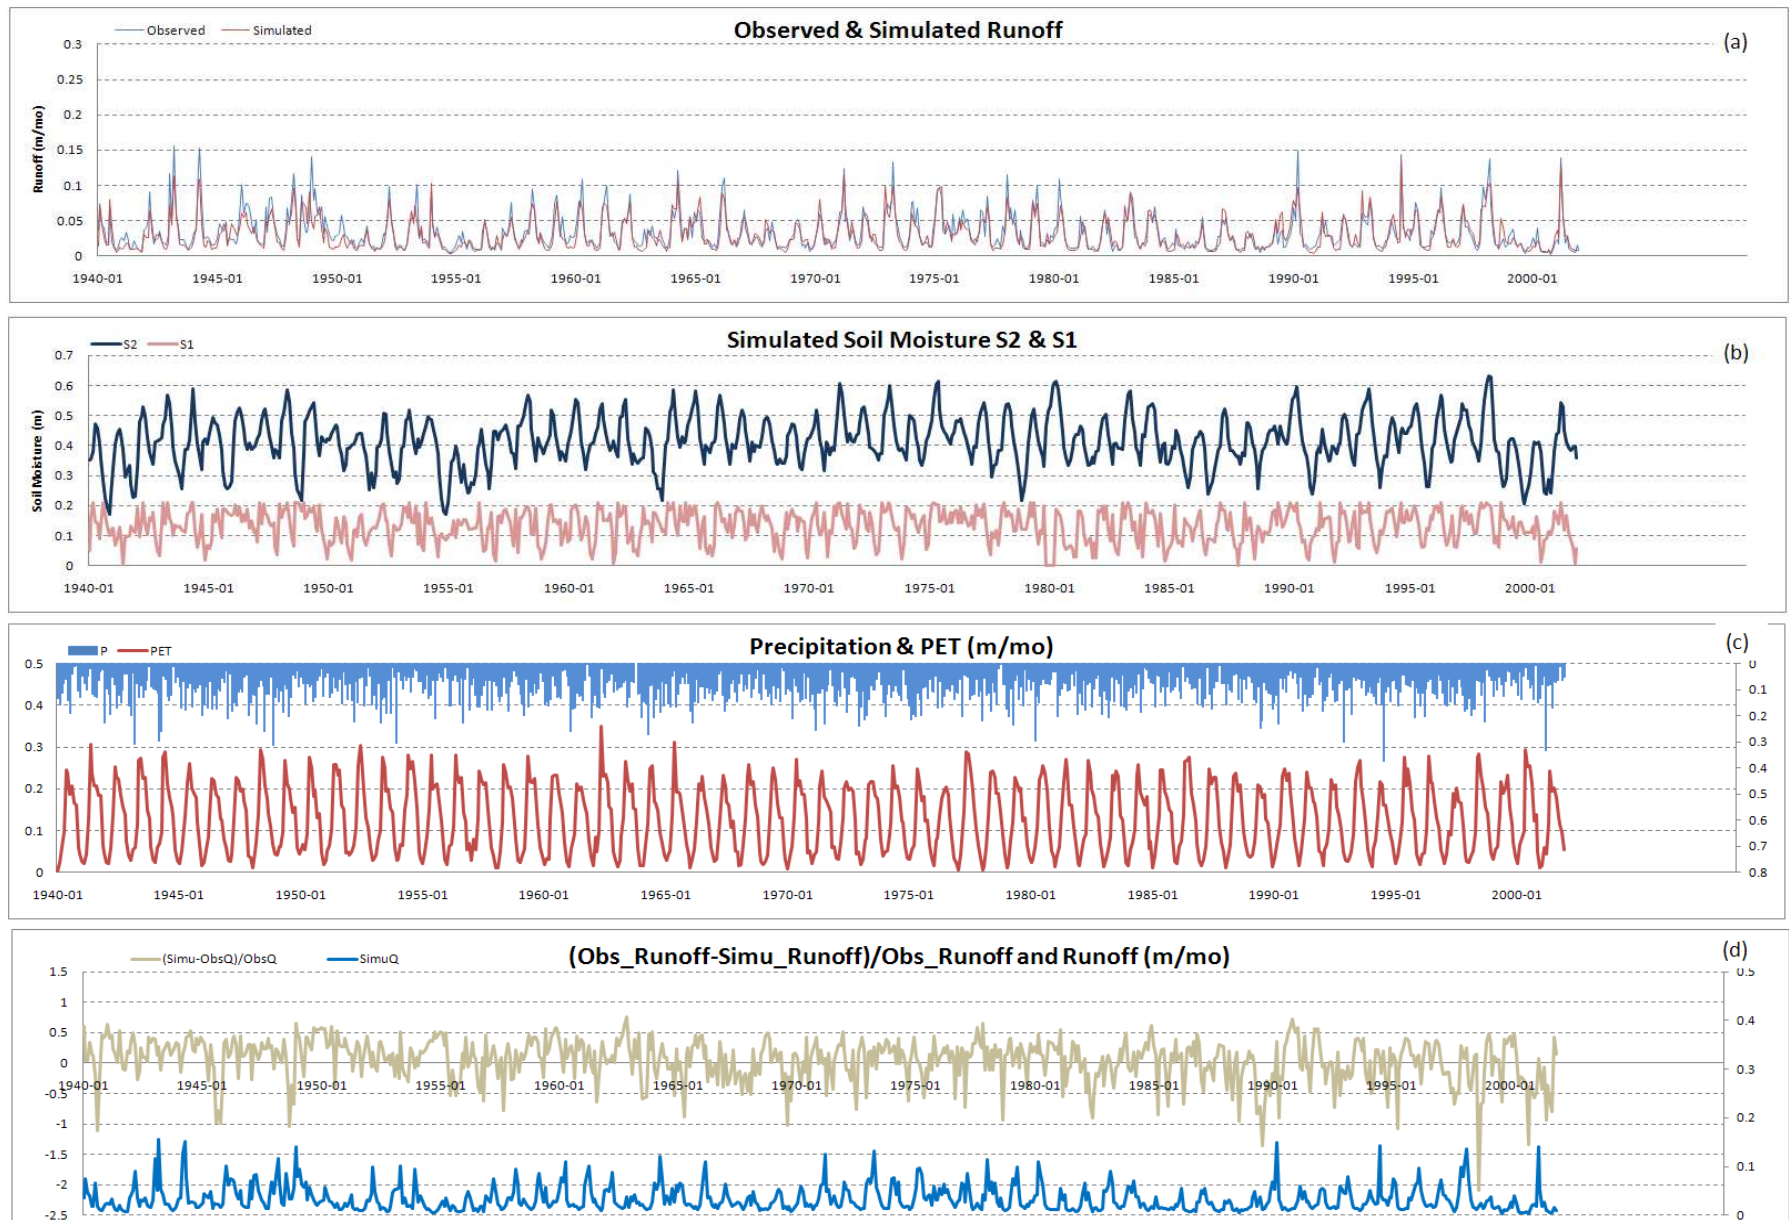 Observed & Simulated Runoff
(a)
Observed Simulated
Runoff (m/mo)
0.3
0.25
0.2
0.15
0.1
0.05
0
1940-01 1945-01 1950-01 1955-01 1960-01 1965-01 1970-01 1975-01 1980-01 1985-01 1990-01 1995-01 2000-01
Simulated Soil Moisture S2 & S1
(b)
S2 S1
Soil Moisture (m)
0.7
0.6
0.5
0.4
0.3
0.2
0.1
0
1940-01 1945-01 1950-01 1955-01 1960-01 1965-01 1970-01 1975-01 1980-01 1985-01 1990-01 1995-01 2000-01
Precipitation & PET (m/mo)
(c)
P PET
0.5 0
0.1
0.4 0.2
0.3
0.3 0.4
0.2 0.5
0.6
0.1 0.7
0 0.8
1940-01 1945-01 1950-01 1955-01 1960-01 1965-01 1970-01 1975-01 1980-01 1985-01 1990-01 1995-01 2000-01
(Obs_Runoff-Simu_Runoff)/Obs_Runoff and Runoff (m/mo)
(d)
(Simu-ObsQ)/ObsQ SimuQ
1.5 0.5
1
0.5 0.4
0 0.3
1940-01 1945-01 1950-01 1955-01 1960-01 1965-01 1970-01 1975-01 1980-01 1985-01 1990-01 1995-01 2000-01
-0.5
-1 0.2
-1.5
-2 0.1
-2.5 0